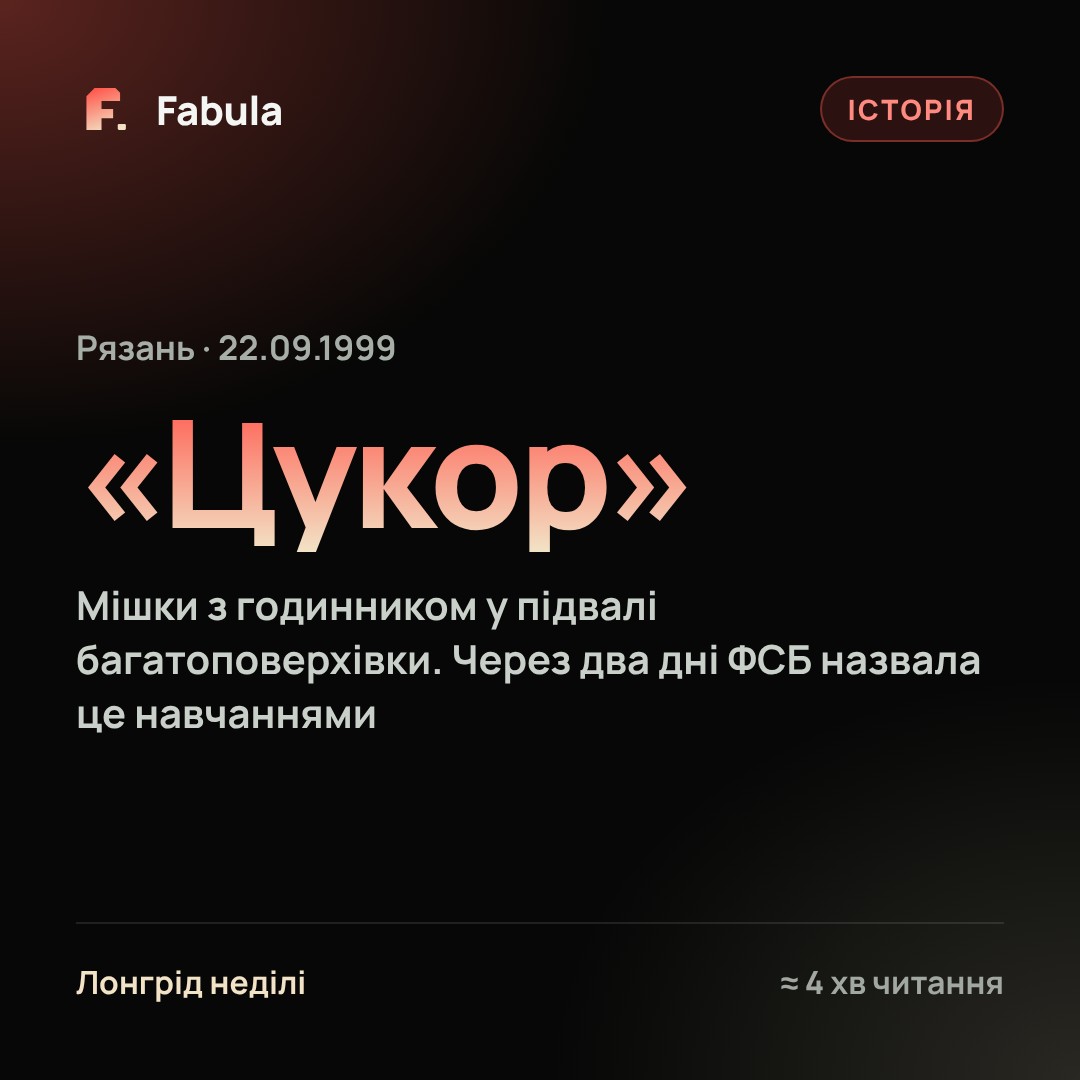 Fabula
ІСТОРІЯ
Рязань · 22.09.1999
«Цукор»
Мішки з годинником у підвалі
багатоповерхівки. Через два дні ФСБ назвала
це навчаннями
Лонгрід неділі
≈ 4 хв читання